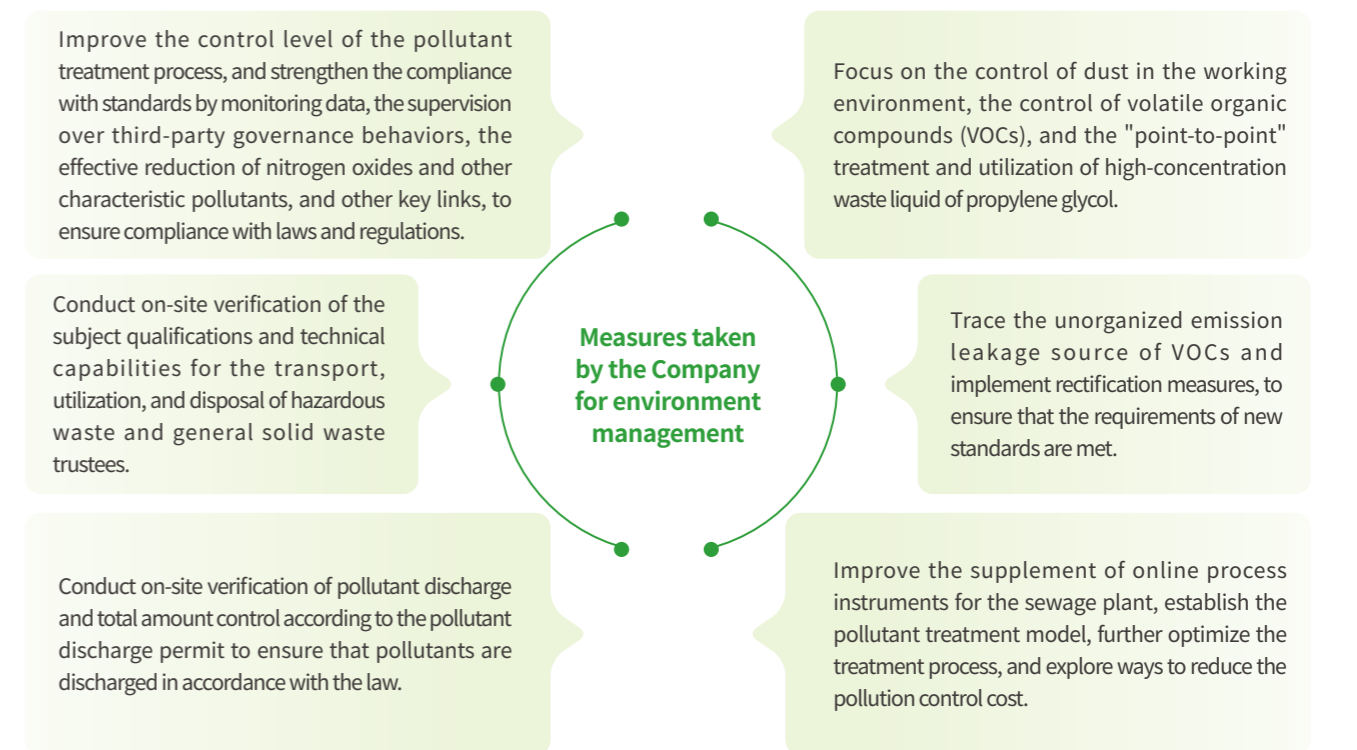 Improve the control level of the pollutant
treatment process, and strengthen the compliance
with standards by monitoring data, the supervision
over third-party governance behaviors, the
effective reduction of nitrogen oxides and other
characteristic pollutants, and other key links, to
ensure compliance with laws and regulations.
Focus on the control of dust in the working
environment, the control of volatile organic
compounds (VOCs), and the "point-to-point"
treatment and utilization of high-concentration
waste liquid of propylene glycol.
Conduct on-site verification of the
subject qualifications and technical
capabilities for the transport,
utilization, and disposal of hazardous
waste and general solid waste
trustees.
Measures taken
by the Company
for environment
management
Trace the unorganized emission
leakage source of VOCs and
implement rectification measures, to
ensure that the requirements of new
standards are met.
Conduct on-site verification of pollutant discharge
and total amount control according to the pollutant
discharge permit to ensure that pollutants are
discharged in accordance with the law.
Improve the supplement of online process
instruments for the sewage plant, establish the
pollutant treatment model, further optimize the
treatment process, and explore ways to reduce the
pollution control cost.